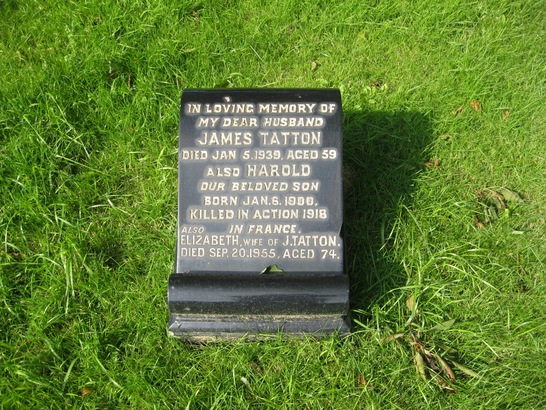 IN LOVING MEMORY OF
MY DEAR HUSBAND
JAMES TATTON
DIED JAN 5. 1939, AGED 59
ALSO HAROLD
OUR BELOVED SON
BORN JAN. 6. 1900.
KILLED IN ACTION 1918
IN FRANCE.
ALSO
ELIZABETH, WIFE OF J. TATTON.
DIED SEP. 20. 1955, AGED 74.